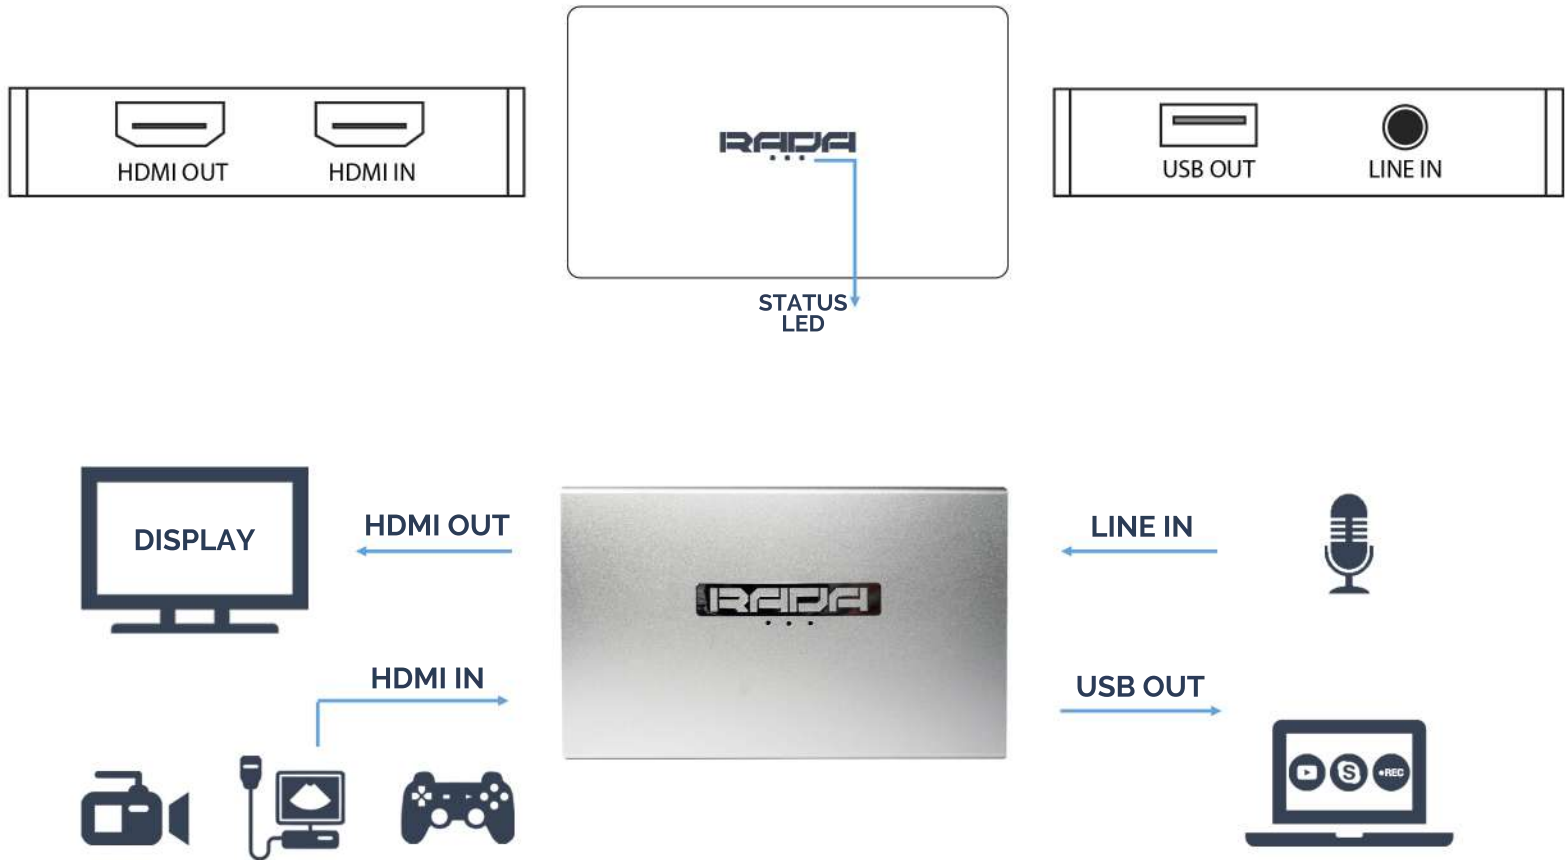 RADA
HDMI OUT
HDMI IN
USB OUT
LINE IN
STATUS
LED
DISPLAY
HDMI OUT
LINE IN
RADA
HDMI IN
USB OUT
S
REC